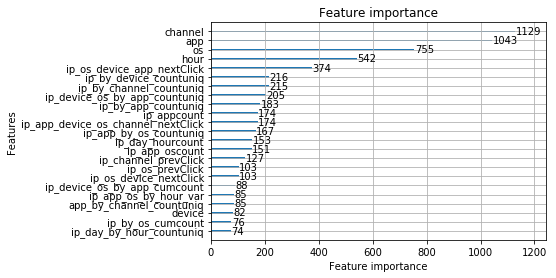 Feature importance
channel 1129
app 1043
os 755
hour 542
ip_os_device_app_nextClick 374
ip_by_device_countuniq 216
ip_by_channel_countuniq 215
ip_device_os_by_app_countuniq 205
ip_by_app_countuniq 183
ip_appcount 174
ip_app_device_os_channel_nextClick 174
ip_app_by_os_countuniq 167
ip_day_hourcount 153
ip_app_oscount 151
ip_channel_prevClick 127
ip_os_prevClick 103
ip_os_device_nextClick 103
ip_device_os_by_app_cumcount 88
ip_app_os_by_hour_var 85
app_by_channel_countuniq 85
device 82
ip_by_os_cumcount 76
ip_day_by_hour_countuniq 74
Features
0 200 400 600 800 1000 1200
Feature importance